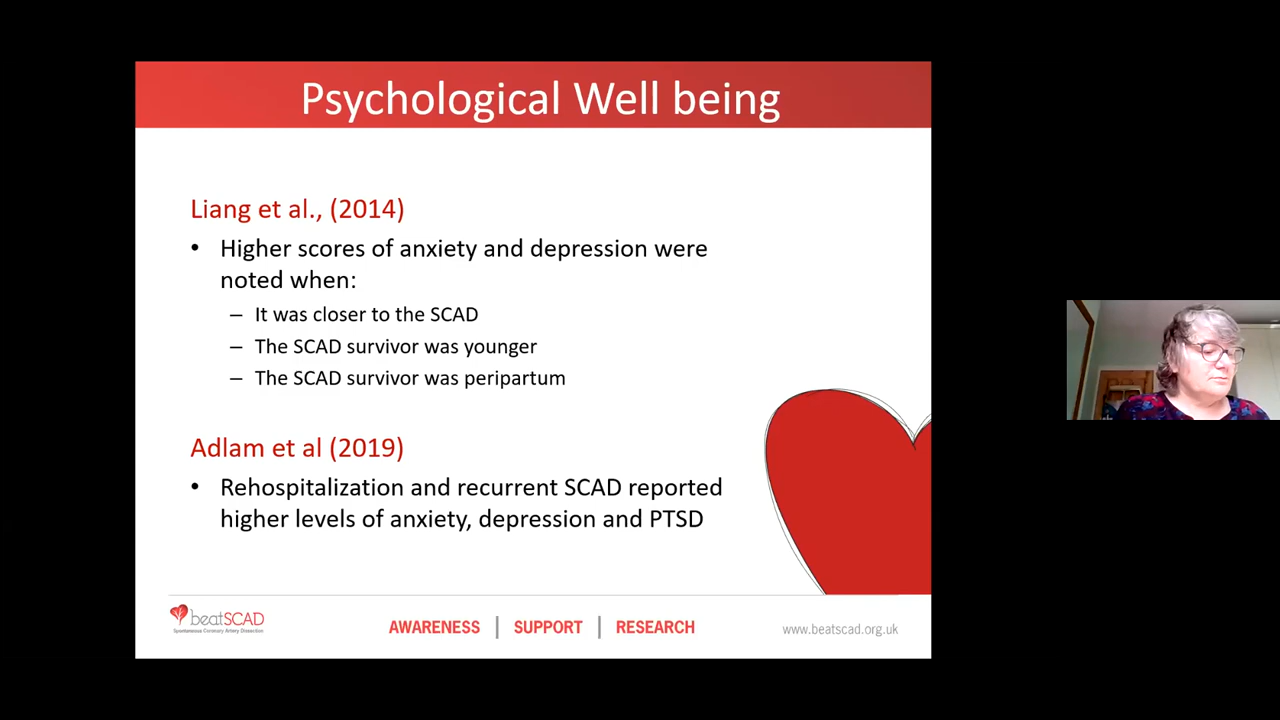 Psychological Well being
Liang et al., (2014)
• Higher scores of anxiety and depression were
noted when:
– It was closer to the SCAD
– The SCAD survivor was younger
– The SCAD survivor was peripartum
Adlam et al (2019)
• Rehospitalization and recurrent SCAD reported
higher levels of anxiety, depression and PTSD
beatSCAD
Spontaneous Coronary Artery Dissection
AWARENESS | SUPPORT | RESEARCH
www.beatscad.org.uk